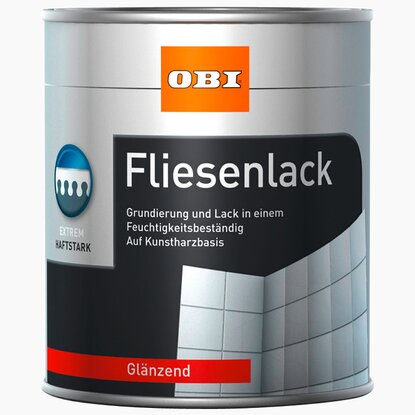 OBI
Fliesenlack
Grundierung und Lack in einem
Feuchtigkeitsbeständig
Auf Kunstharzbasis
EXTREM
HAFTSTARK
Glänzend